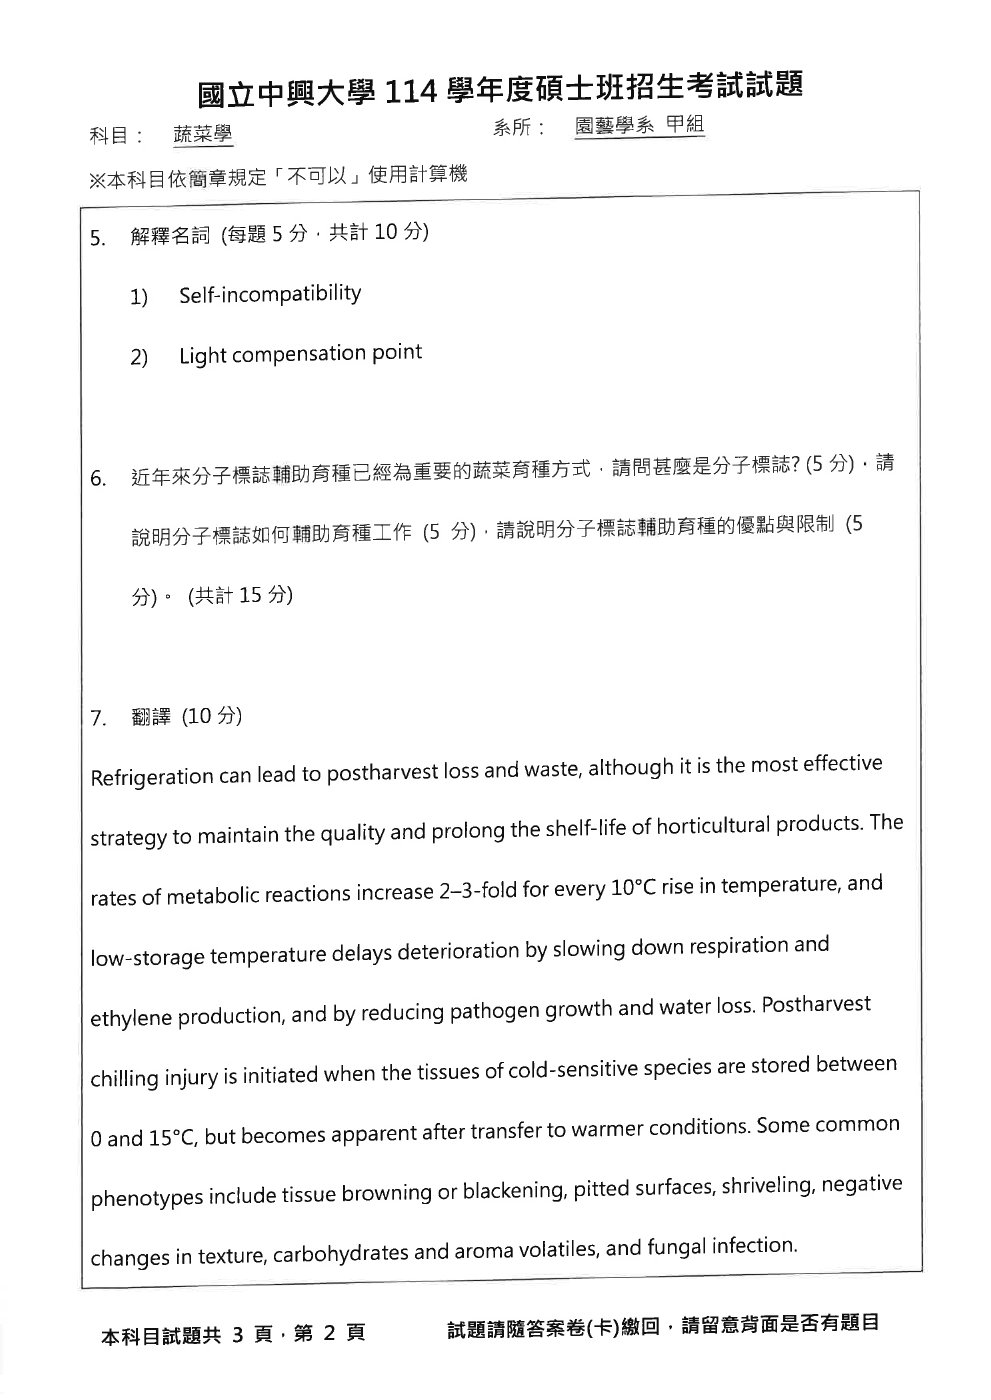 國立中興大學 114 學年度碩士班招生考試試題
科目： 蔬菜學 系所： 園藝學系 甲組
※本科目依簡章規定「不可以」使用計算機
5. 解釋名詞 (每題 5 分，共計 10 分)
1) Self-incompatibility
2) Light compensation point
6. 近年來分子標誌輔助育種已經為重要的蔬菜育種方式，請問甚麼是分子標誌? (5 分)，請
說明分子標誌如何輔助育種工作 (5 分)，請說明分子標誌輔助育種的優點與限制 (5
分)。 (共計 15 分)
7. 翻譯 (10 分)
Refrigeration can lead to postharvest loss and waste, although it is the most effective
strategy to maintain the quality and prolong the shelf-life of horticultural products. The
rates of metabolic reactions increase 2–3-fold for every 10°C rise in temperature, and
low-storage temperature delays deterioration by slowing down respiration and
ethylene production, and by reducing pathogen growth and water loss. Postharvest
chilling injury is initiated when the tissues of cold-sensitive species are stored between
0 and 15°C, but becomes apparent after transfer to warmer conditions. Some common
phenotypes include tissue browning or blackening, pitted surfaces, shriveling, negative
changes in texture, carbohydrates and aroma volatiles, and fungal infection.
本科目試題共 3 頁，第 2 頁 試題請隨答案卷(卡)繳回，請留意背面是否有題目